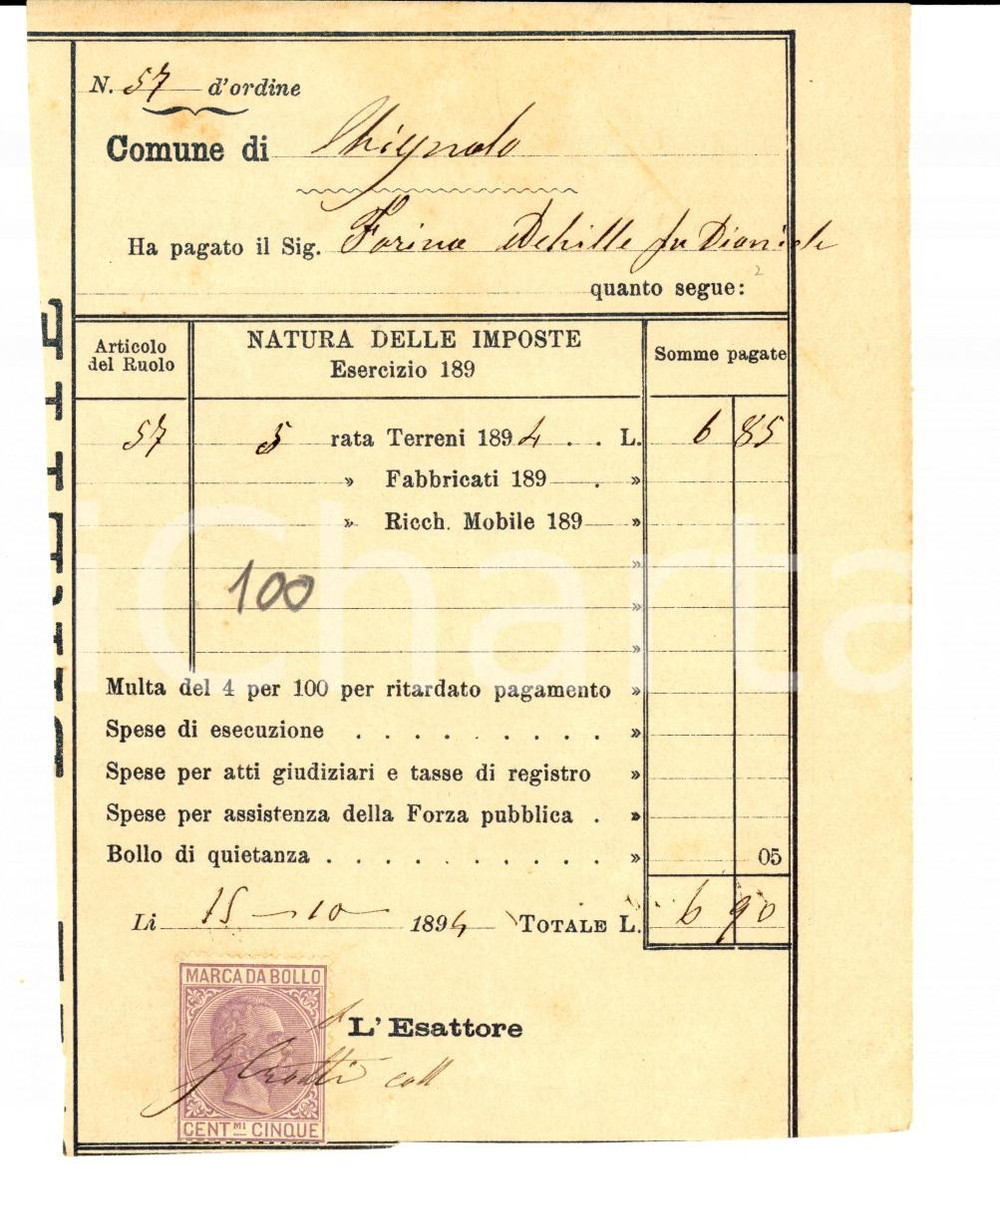 N. 57 d'ordine
Comune di Chignolo
Ha pagato il Sig. Farina Achille fu Daniele
quanto segue:
Articolo del Ruolo
NATURA DELLE IMPOSTE
Esercizio 189
Somme pagate
57 5 rata Terreni 1894 . . L. 6 85
» Fabbricati 189 . »
» Ricch. Mobile 189 »
»
100 »
»
Multa del 4 per 100 per ritardato pagamento »
Spese di esecuzione . . . . . . . . . »
Spese per atti giudiziari e tasse di registro »
Spese per assistenza della Forza pubblica . »
Bollo di quietanza . . . . . . . . . . » 05
Li 15 - 10 - 1894 TOTALE L. 6 90
MARCA DA BOLLO
L'Esattore
coll
CENT.MI CINQUE
iCharta